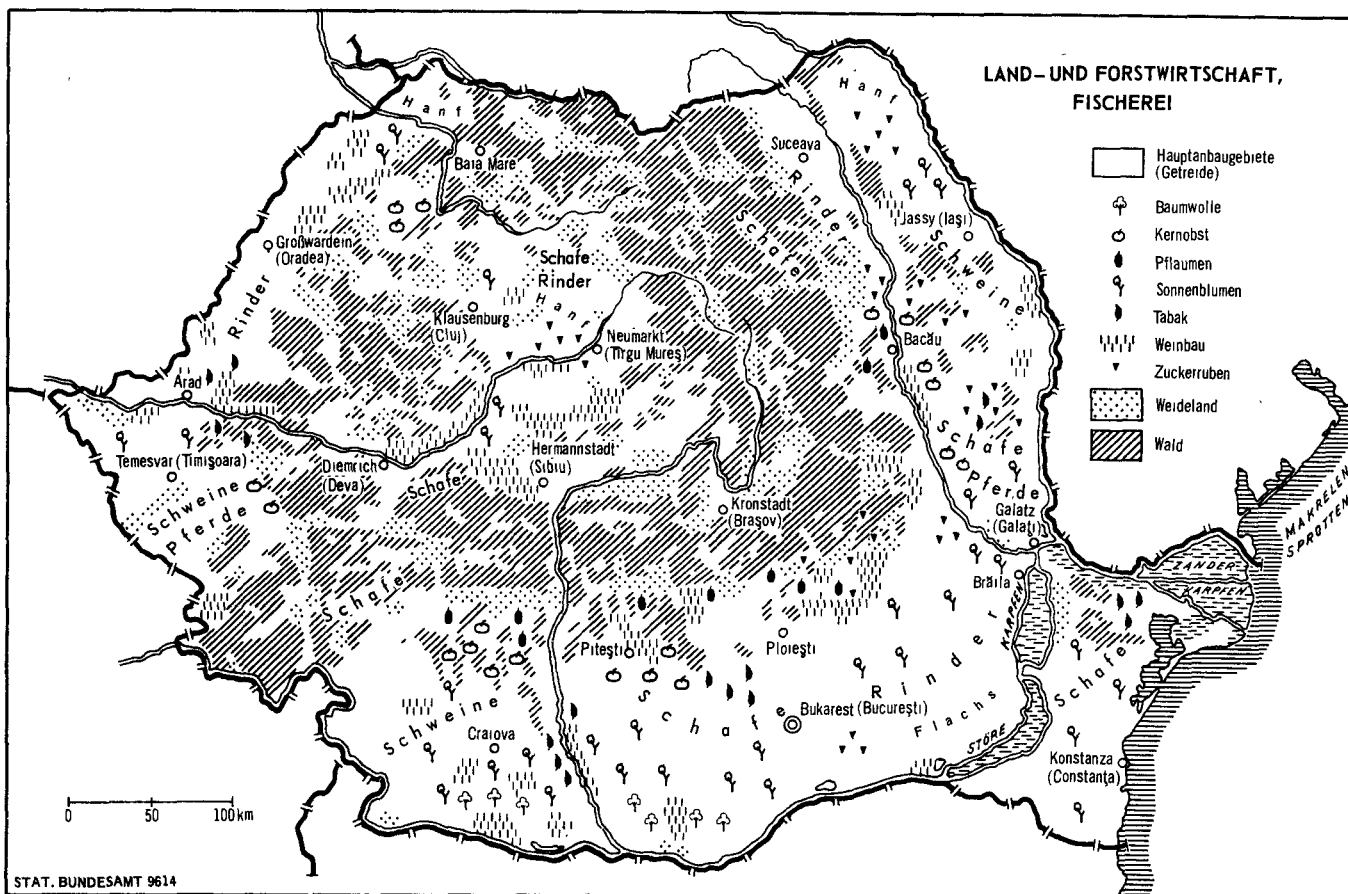 LAND- UND FORSTWIRTSCHAFT,
FISCHEREI
Hauptanbaugebiete
(Getreide)
Baumwolle
Kernobst
Pflaumen
Sonnenblumen
Tabak
Weinbau
Zuckerruben
Weideland
Wald
Hanf
Baia Mare
Suceava
Hanf
Rinder
Schafe
Jassy (Iaşi)
Schweine
Großwardein
(Oradea)
Rinder
Schafe
Rinder
Klausenburg
(Cluj)
Hanf
Neumarkt
(Tîrgu Mureş)
Bacău
Arad
Temesvar (Timişoara)
Diemrich
(Deva)
Schafe
Hermannstadt
(Sibiu)
Kronstadt
(Braşov)
Schafe
Pferde
Galatz
(Galaţi)
Schweine
Pferde
Schafe
Brăila
KARPFEN
ZANDER
KARPFEN
MAKRELEN
SPROTTEN
Piteşti
Ploieşti
Schafe
Rinder
Bukarest (Bucureşti)
Flachs
Schafe
STÖRE
Konstanza
(Constanţa)
Schweine
Craiova
0 50 100 km
STAT. BUNDESAMT 9614